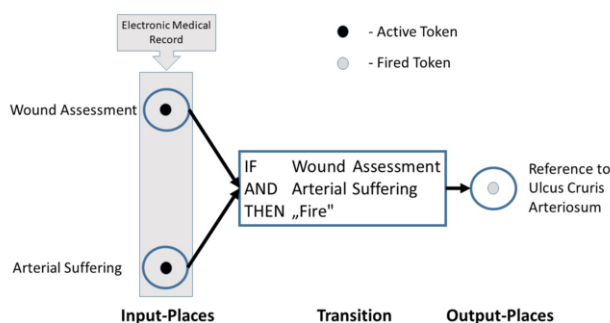 Electronic Medical
Record
- Active Token
- Fired Token
Wound Assessment
IF Wound Assessment
AND Arterial Suffering
THEN „Fire"
Reference to
Ulcus Cruris
Arteriosum
Arterial Suffering
Input-Places Transition Output-Places